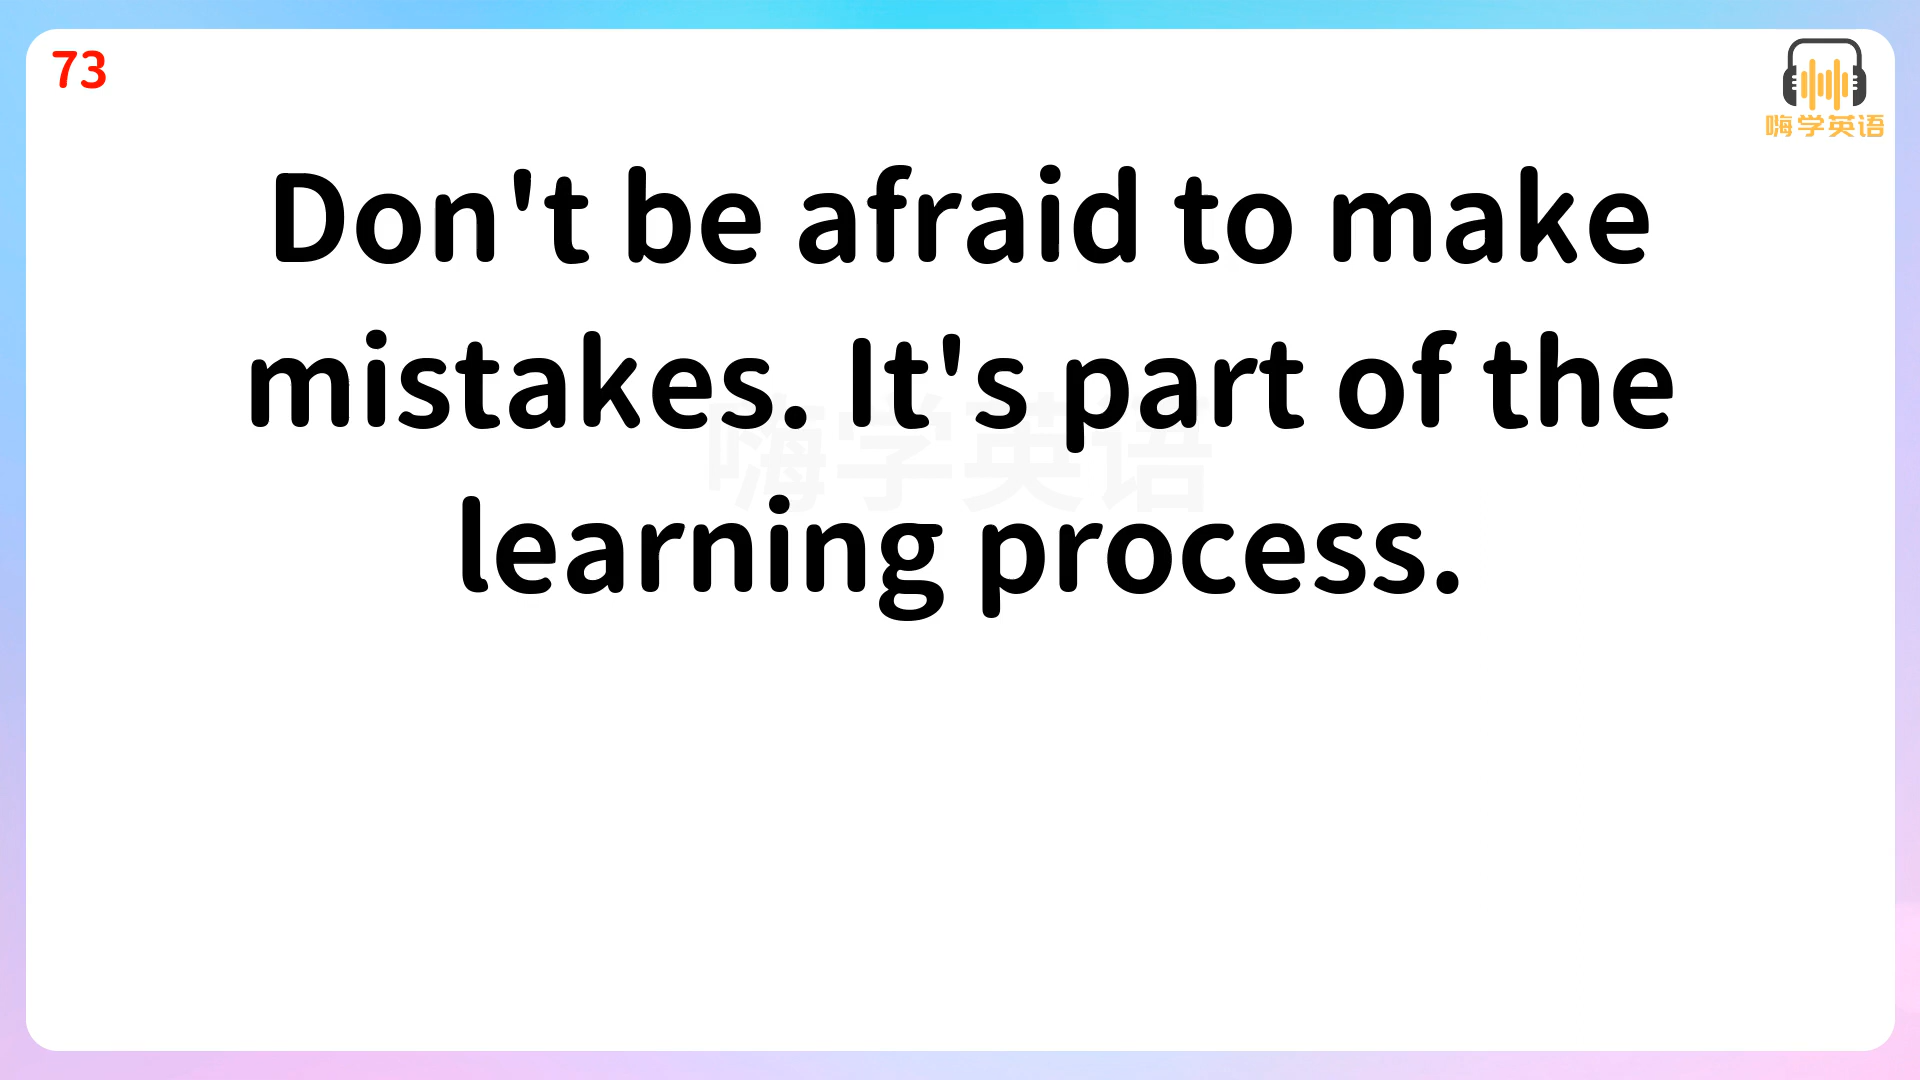 73
嗨学英语
Don't be afraid to make
mistakes. It's part of the
嗨学英语
learning process.